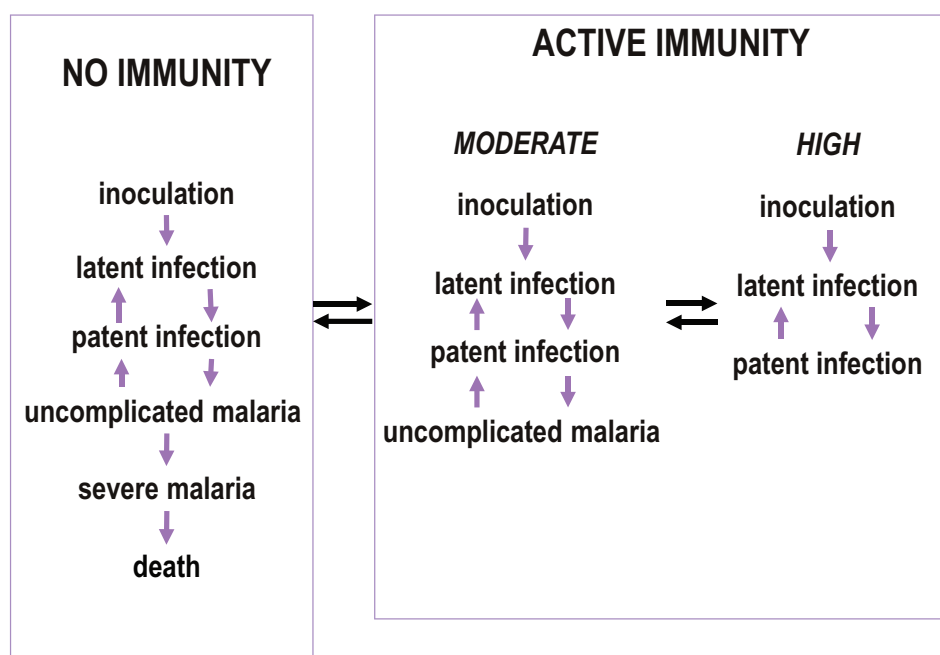 NO IMMUNITY
inoculation
latent infection
patent infection
uncomplicated malaria
severe malaria
death
ACTIVE IMMUNITY
MODERATE
inoculation
latent infection
patent infection
uncomplicated malaria
HIGH
inoculation
latent infection
patent infection